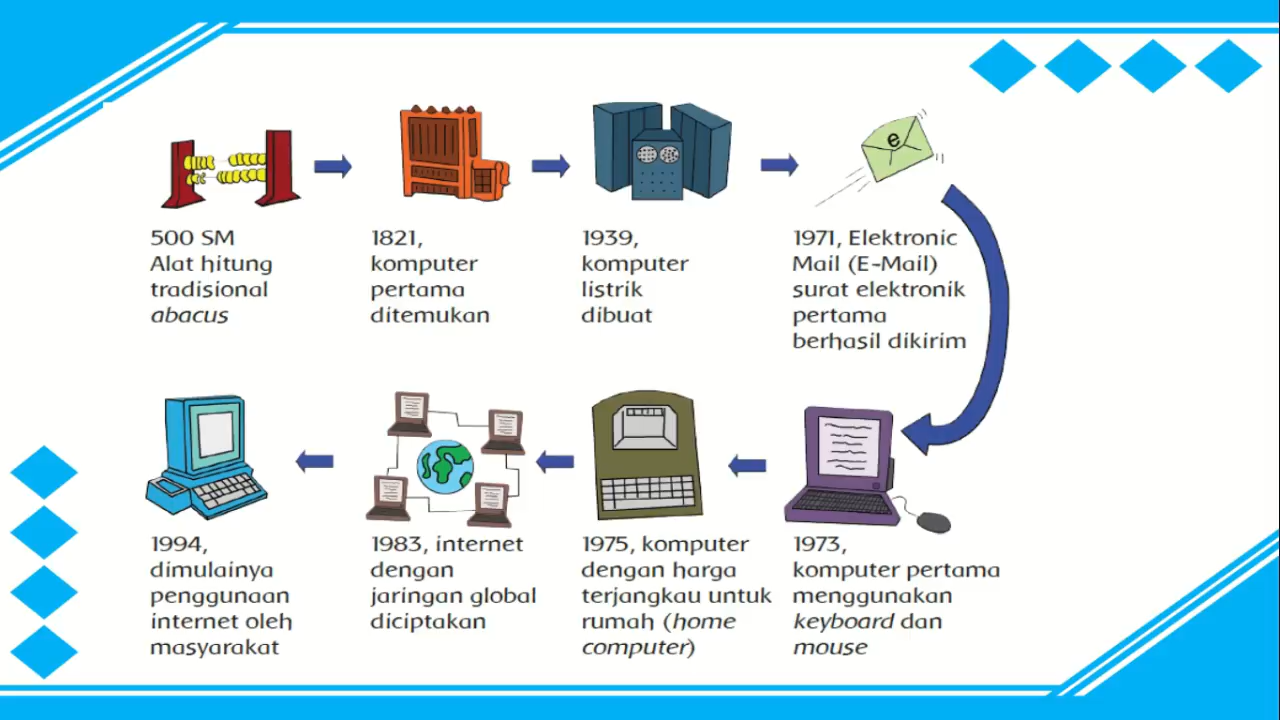 e
500 SM
Alat hitung
tradisional
abacus
1821,
komputer
pertama
ditemukan
1939,
komputer
listrik
dibuat
1971, Elektronic
Mail (E-Mail)
surat elektronik
pertama
berhasil dikirim
1973,
komputer pertama
menggunakan
keyboard dan
mouse
1975, komputer
dengan harga
terjangkau untuk
rumah (home
computer)
1983, internet
dengan
jaringan global
diciptakan
1994,
dimulainya
penggunaan
internet oleh
masyarakat